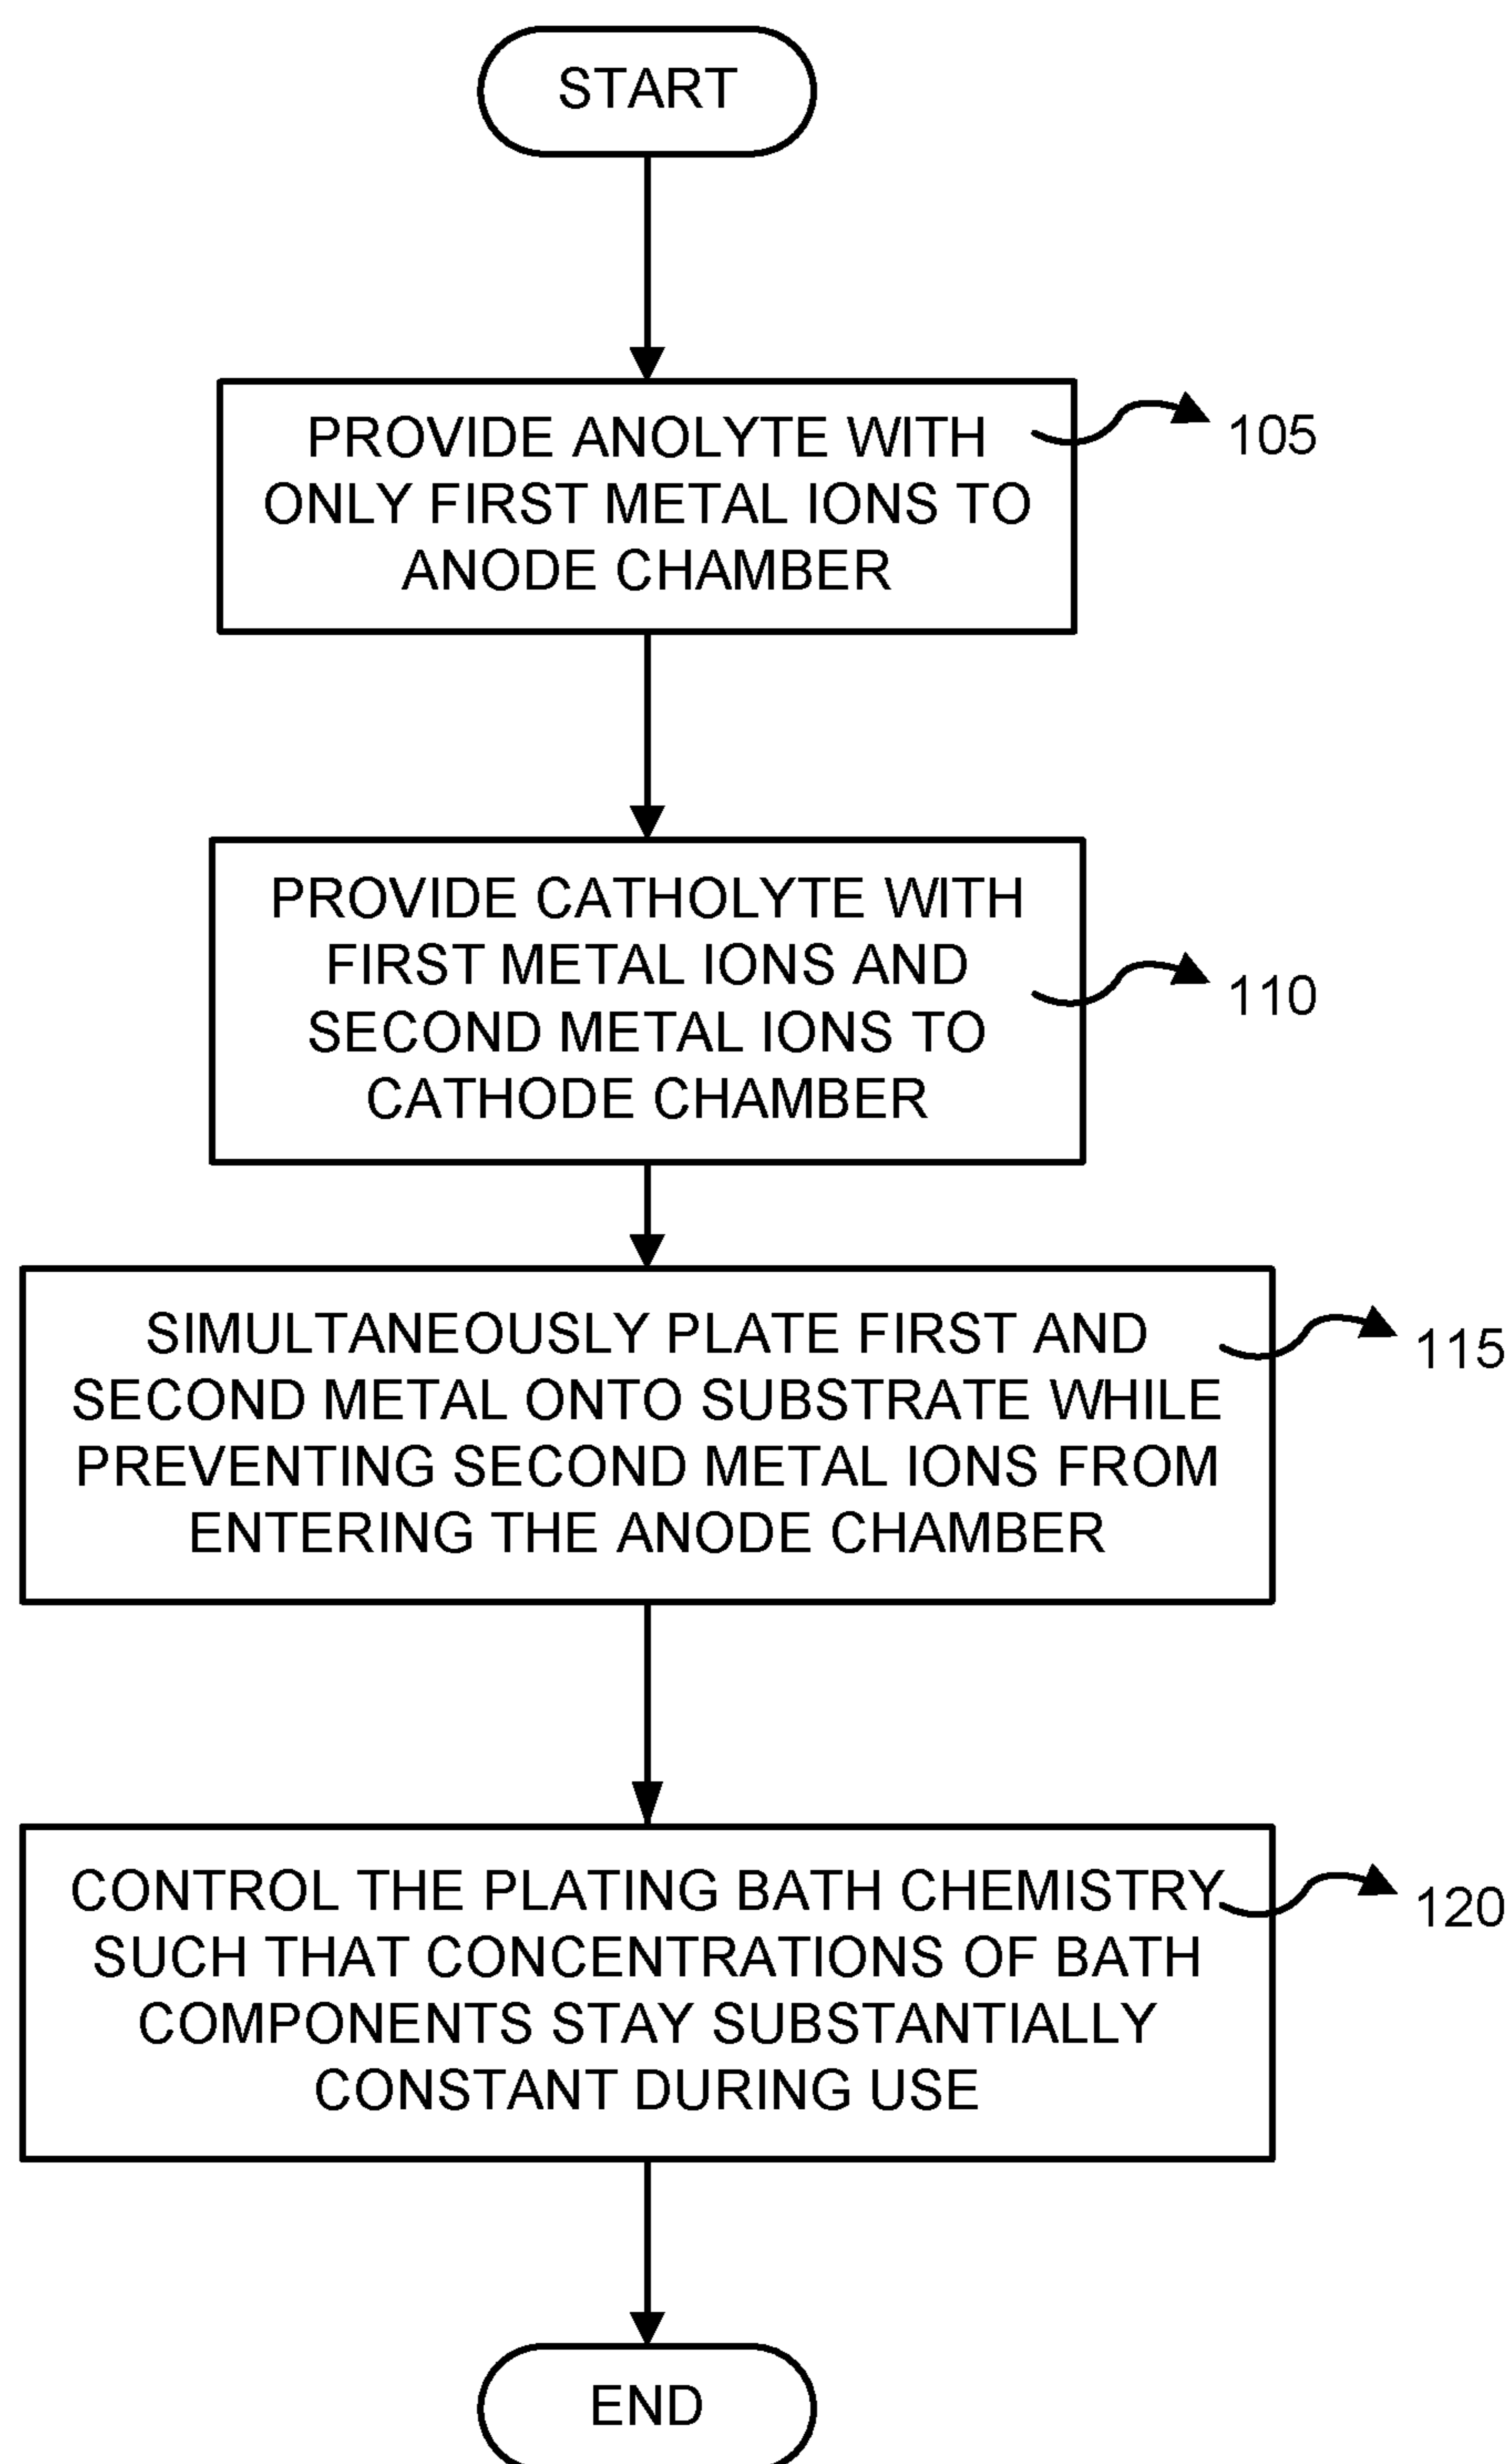 START
PROVIDE ANOLYTE WITH
ONLY FIRST METAL IONS TO
ANODE CHAMBER
105
PROVIDE CATHOLYTE WITH
FIRST METAL IONS AND
SECOND METAL IONS TO
CATHODE CHAMBER
110
SIMULTANEOUSLY PLATE FIRST AND
SECOND METAL ONTO SUBSTRATE WHILE
PREVENTING SECOND METAL IONS FROM
ENTERING THE ANODE CHAMBER
115
CONTROL THE PLATING BATH CHEMISTRY
SUCH THAT CONCENTRATIONS OF BATH
COMPONENTS STAY SUBSTANTIALLY
CONSTANT DURING USE
120
END